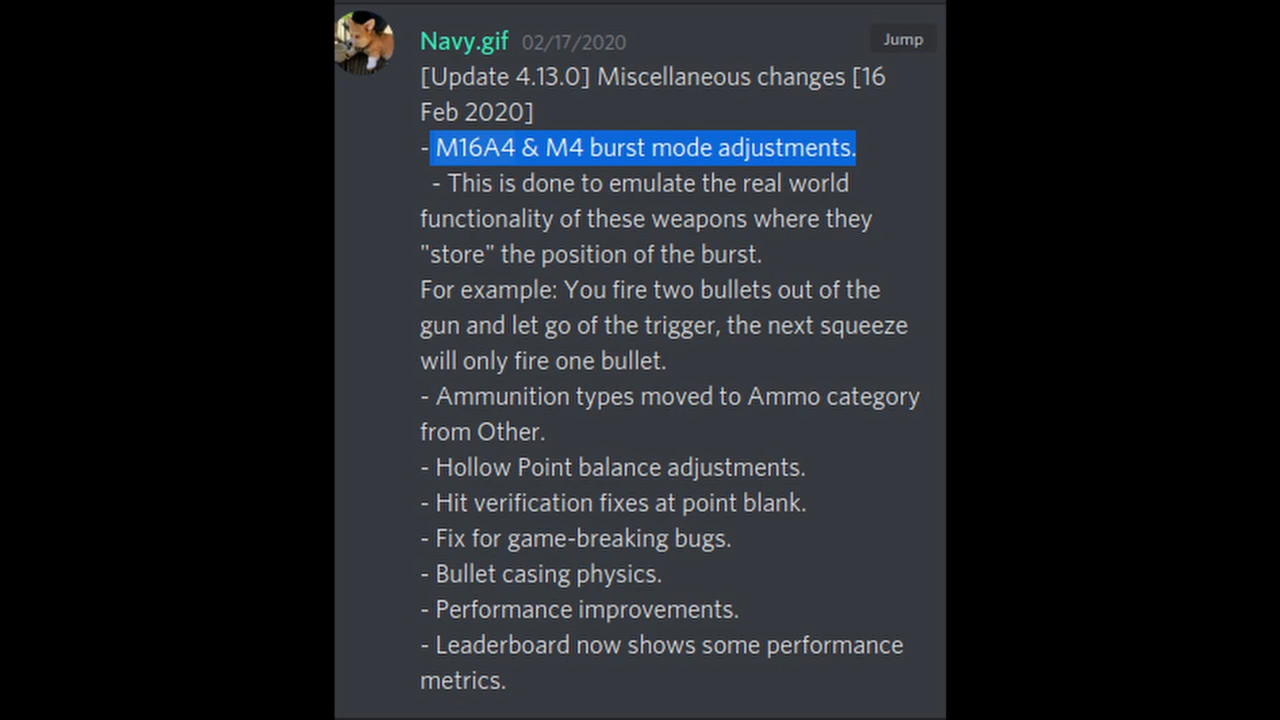 Navy.gif 02/17/2020 Jump
[Update 4.13.0] Miscellaneous changes [16
Feb 2020]
- M16A4 & M4 burst mode adjustments.
- This is done to emulate the real world
functionality of these weapons where they
"store" the position of the burst.
For example: You fire two bullets out of the
gun and let go of the trigger, the next squeeze
will only fire one bullet.
- Ammunition types moved to Ammo category
from Other.
- Hollow Point balance adjustments.
- Hit verification fixes at point blank.
- Fix for game-breaking bugs.
- Bullet casing physics.
- Performance improvements.
- Leaderboard now shows some performance
metrics.